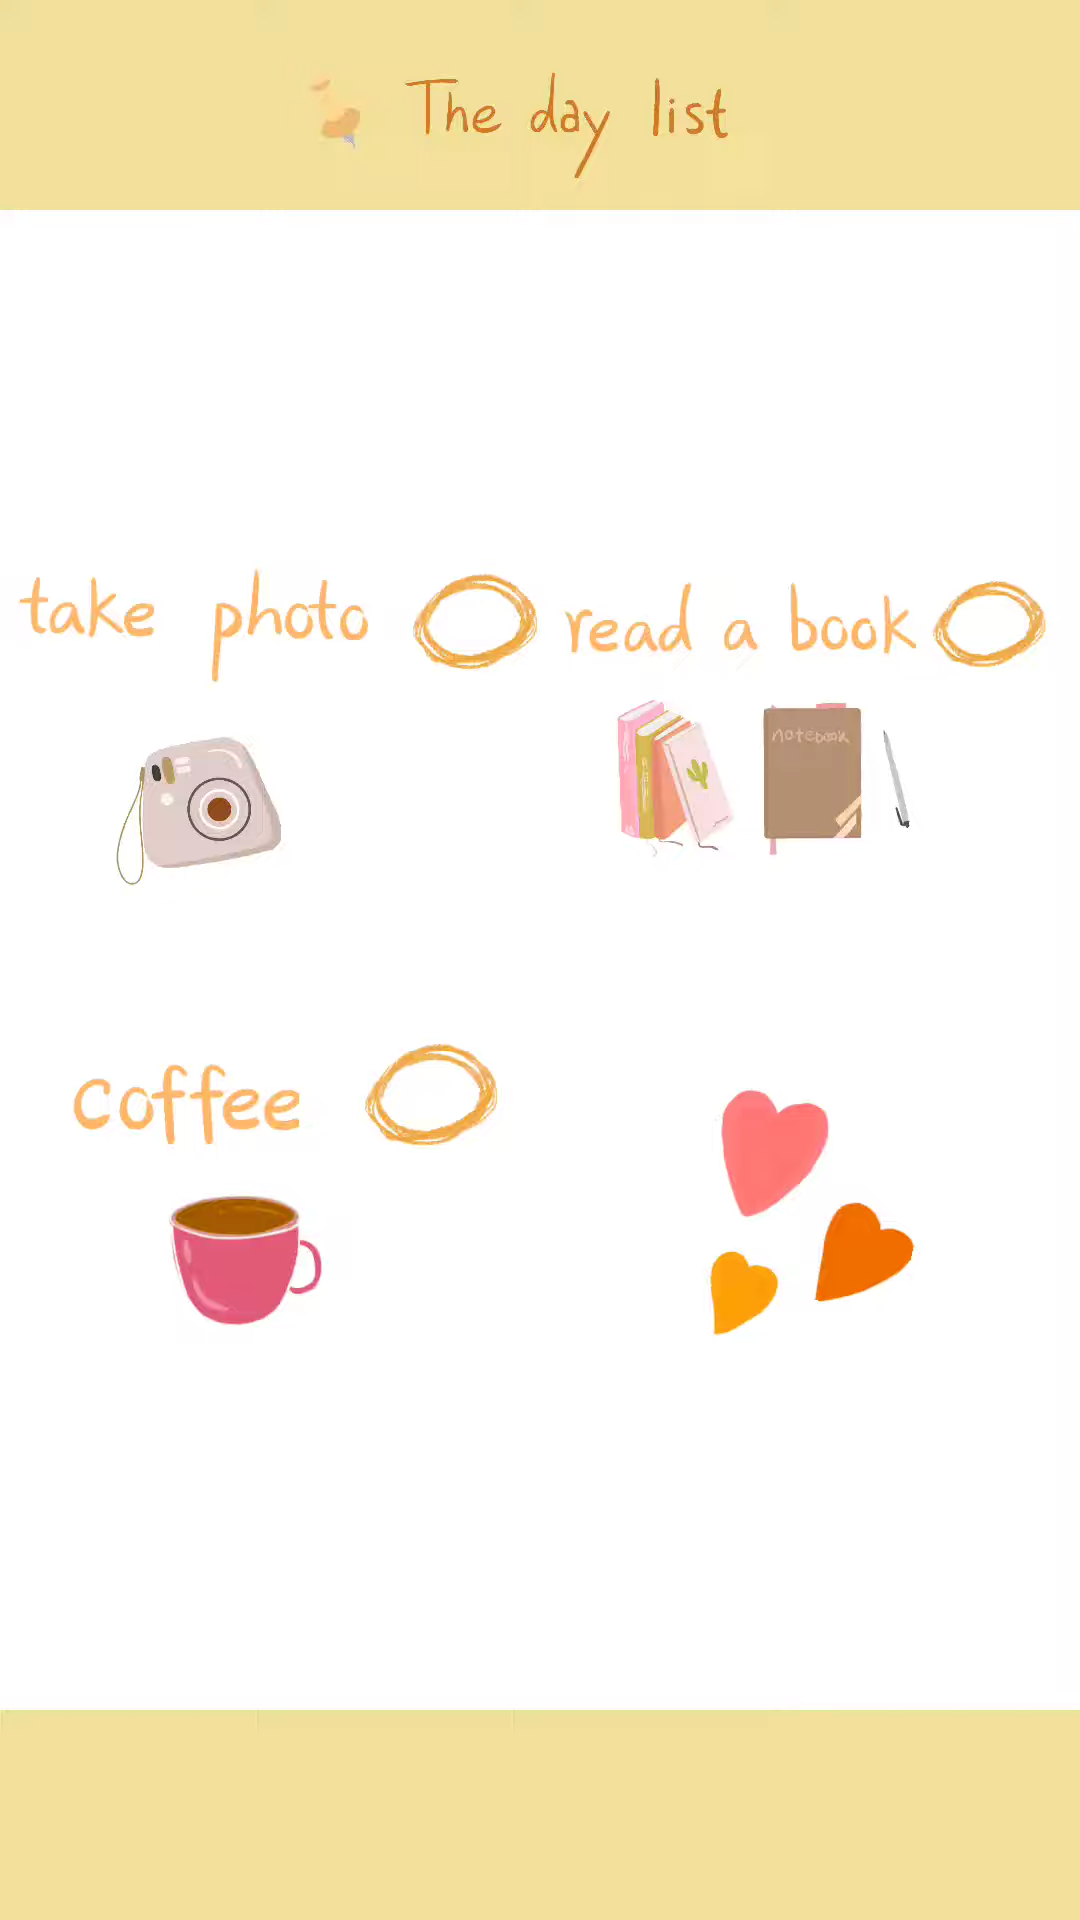 The day list
take photo
read a book
notebook
coffee